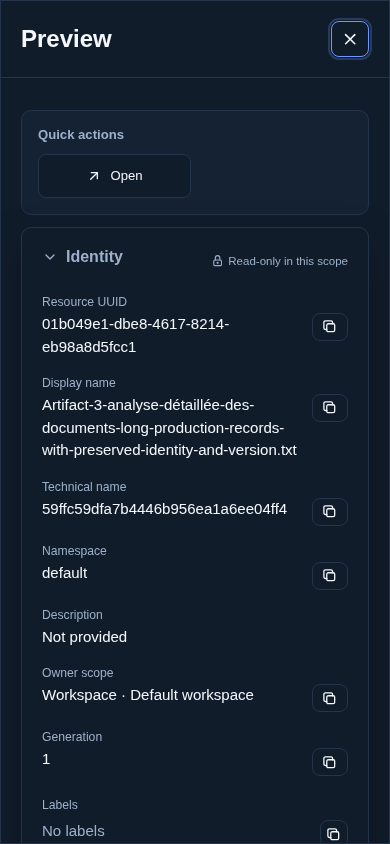 Preview
Quick actions
Open
Identity
Read-only in this scope
Resource UUID
01b049e1-dbe8-4617-8214-
eb98a8d5fcc1
Display name
Artifact-3-analyse-détaillée-des-
documents-long-production-records-
with-preserved-identity-and-version.txt
Technical name
59ffc59dfa7b4446b956ea1a6ee04ff4
Namespace
default
Description
Not provided
Owner scope
Workspace · Default workspace
Generation
1
Labels
No labels